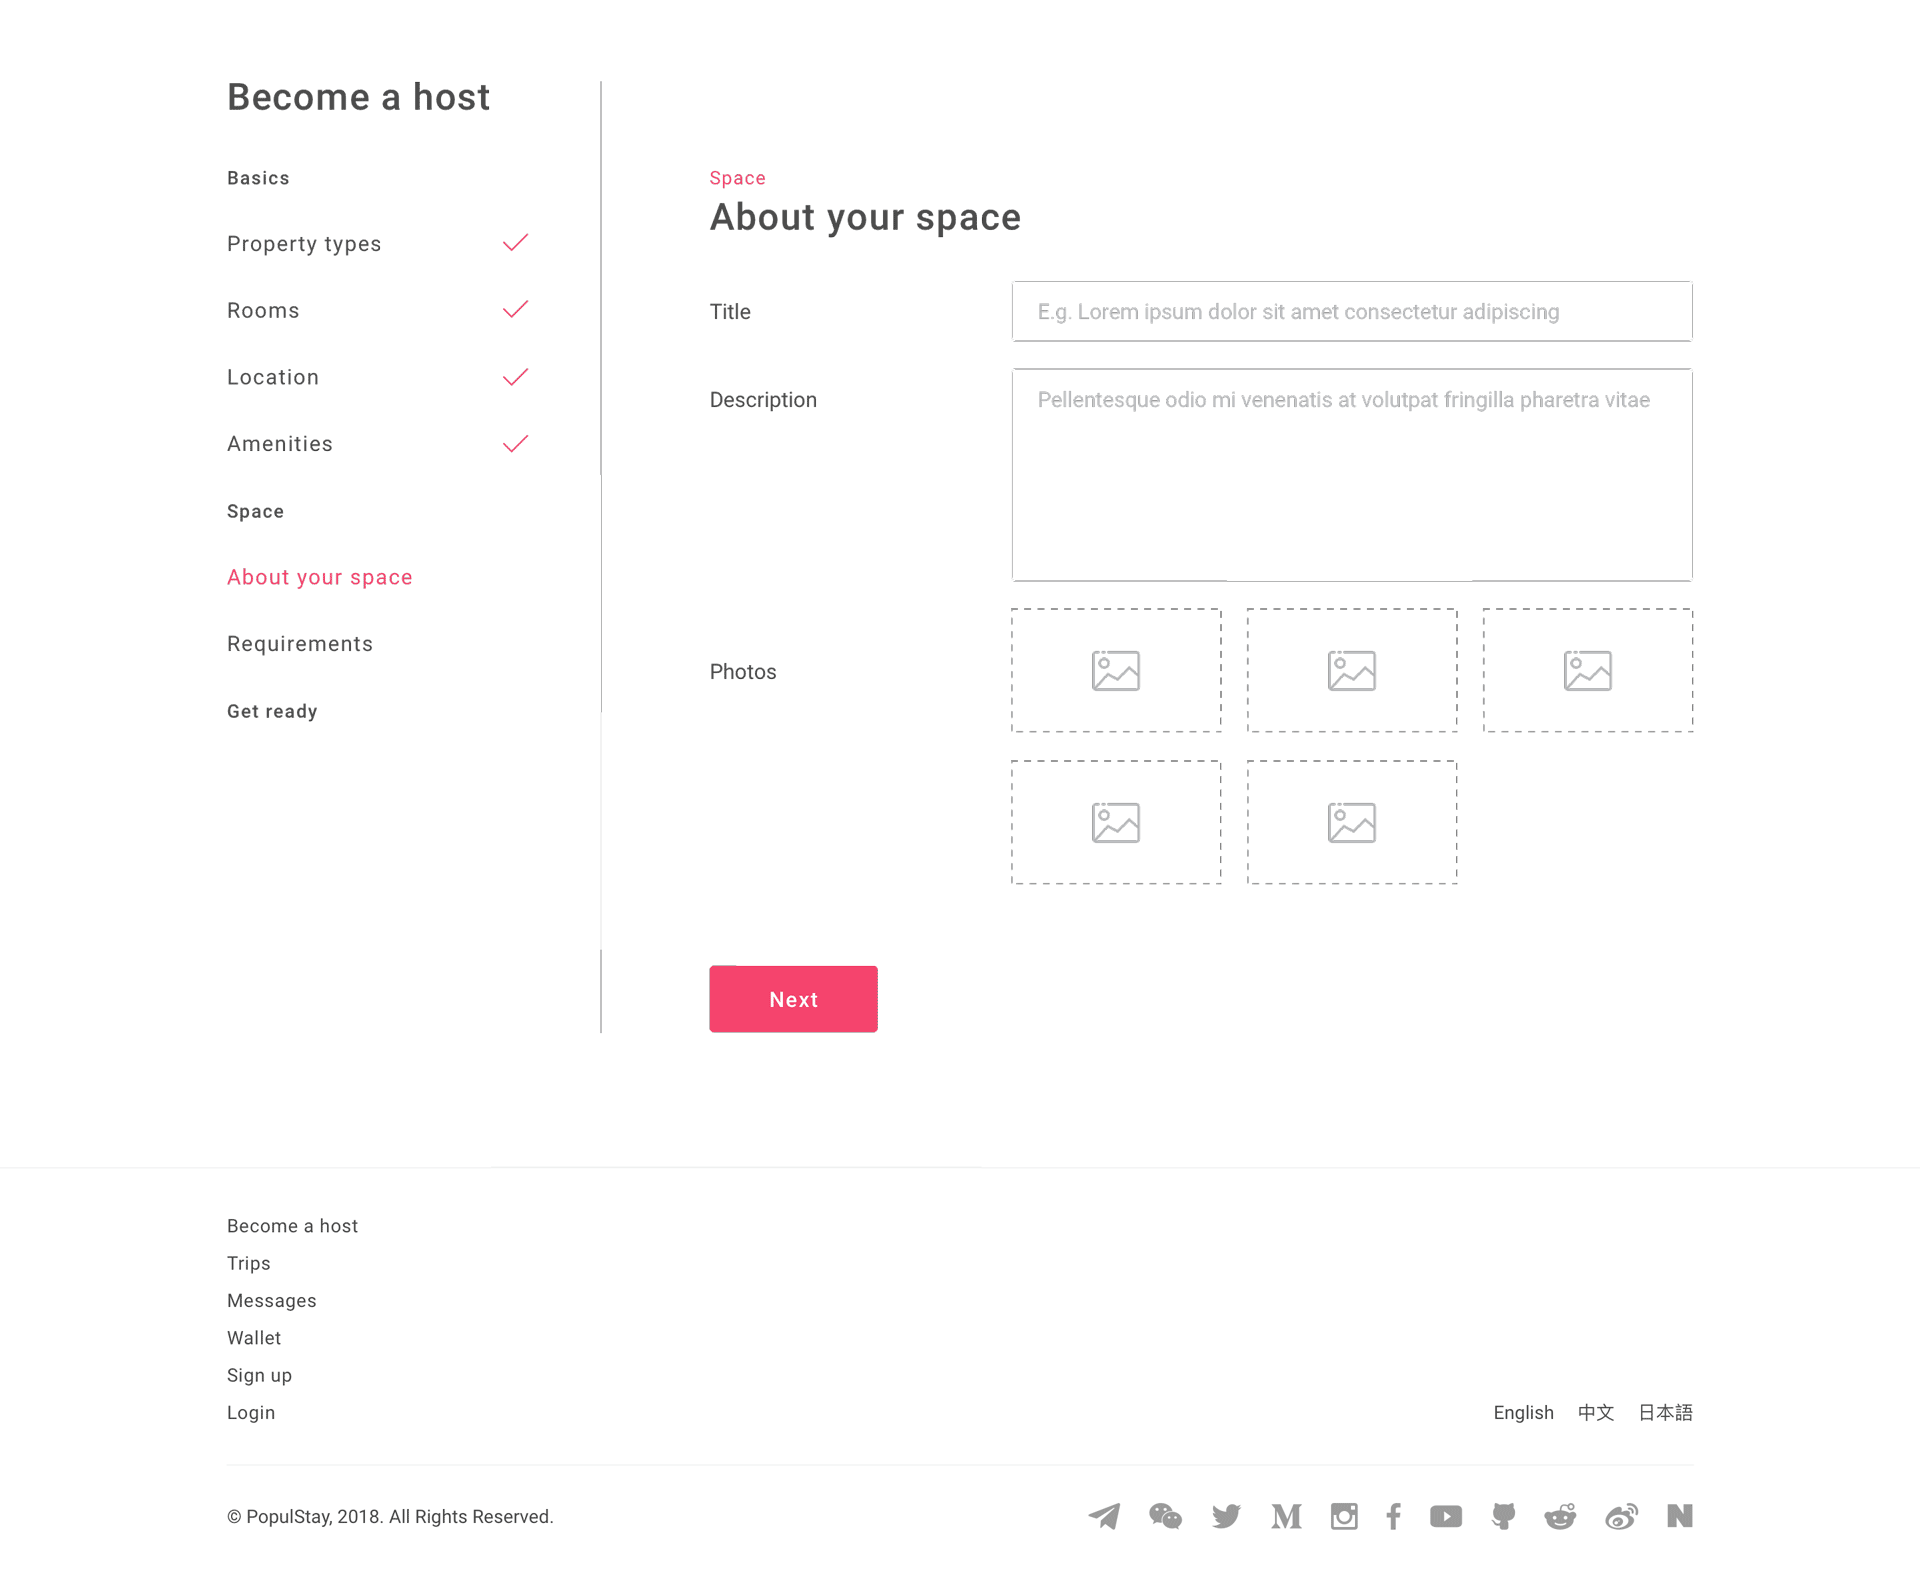 Become a host
Basics
Property types
Rooms
Location
Amenities
Space
About your space
Requirements
Get ready
Space
About your space
Title
E.g. Lorem ipsum dolor sit amet consectetur adipiscing
Description
Pellentesque odio mi venenatis at volutpat fringilla pharetra vitae
Photos
Next
Become a host
Trips
Messages
Wallet
Sign up
Login
English 中文 日本語
© PopulStay, 2018. All Rights Reserved.